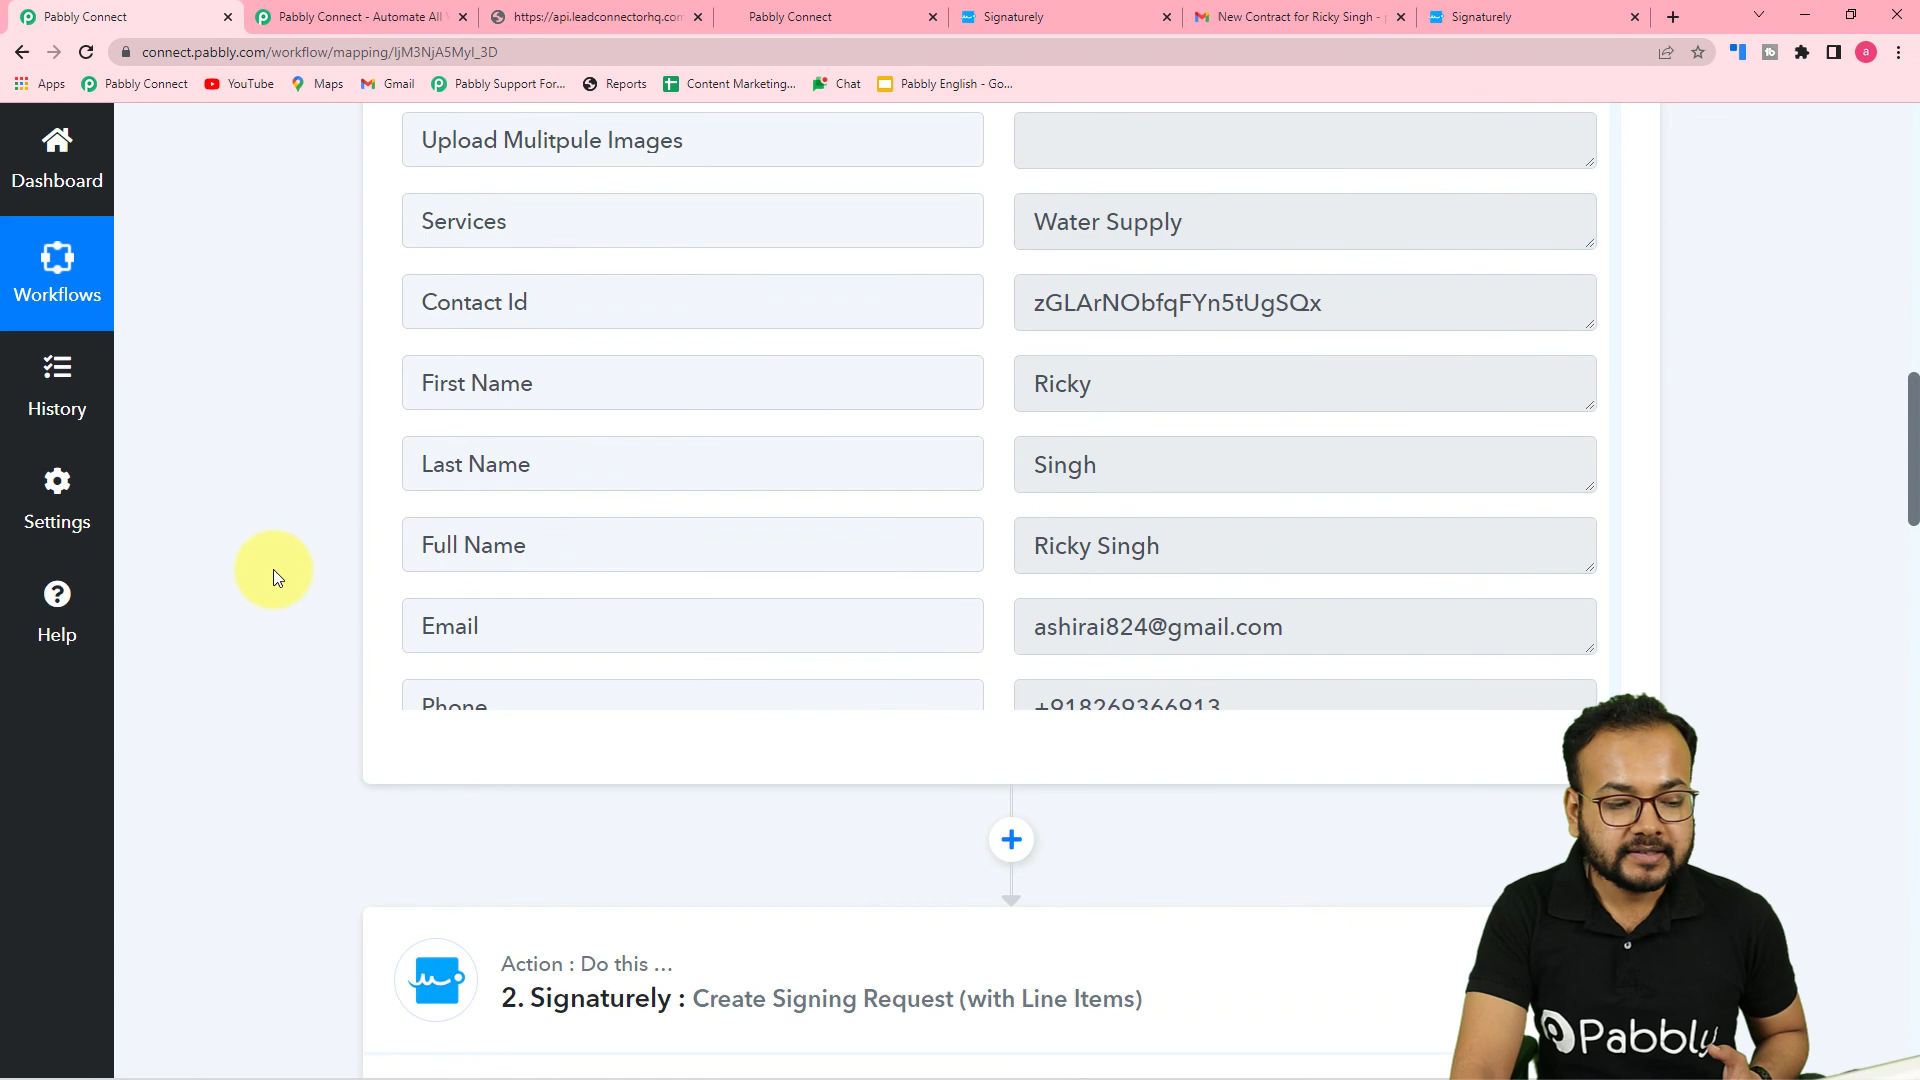 Pabbly Connect
Pabbly Connect - Automate All
https://api.leadconnectorhq.com
Pabbly Connect
Signaturely
New Contract for Ricky Singh -
Signaturely
connect.pabbly.com/workflow/mapping/IjM3NjA5MyI_3D
Apps
Pabbly Connect
YouTube
Maps
Gmail
Pabbly Support For...
Reports
Content Marketing...
Chat
Pabbly English - Go...
a
Dashboard
Workflows
History
Settings
Help
Upload Mulitpule Images
Services
Water Supply
Contact Id
zGLArNObfqFYn5tUgSQx
First Name
Ricky
Last Name
Singh
Full Name
Ricky Singh
Email
ashirai824@gmail.com
Phone
+918269366913
Action : Do this ...
2. Signaturely : Create Signing Request (with Line Items)
Pabbly